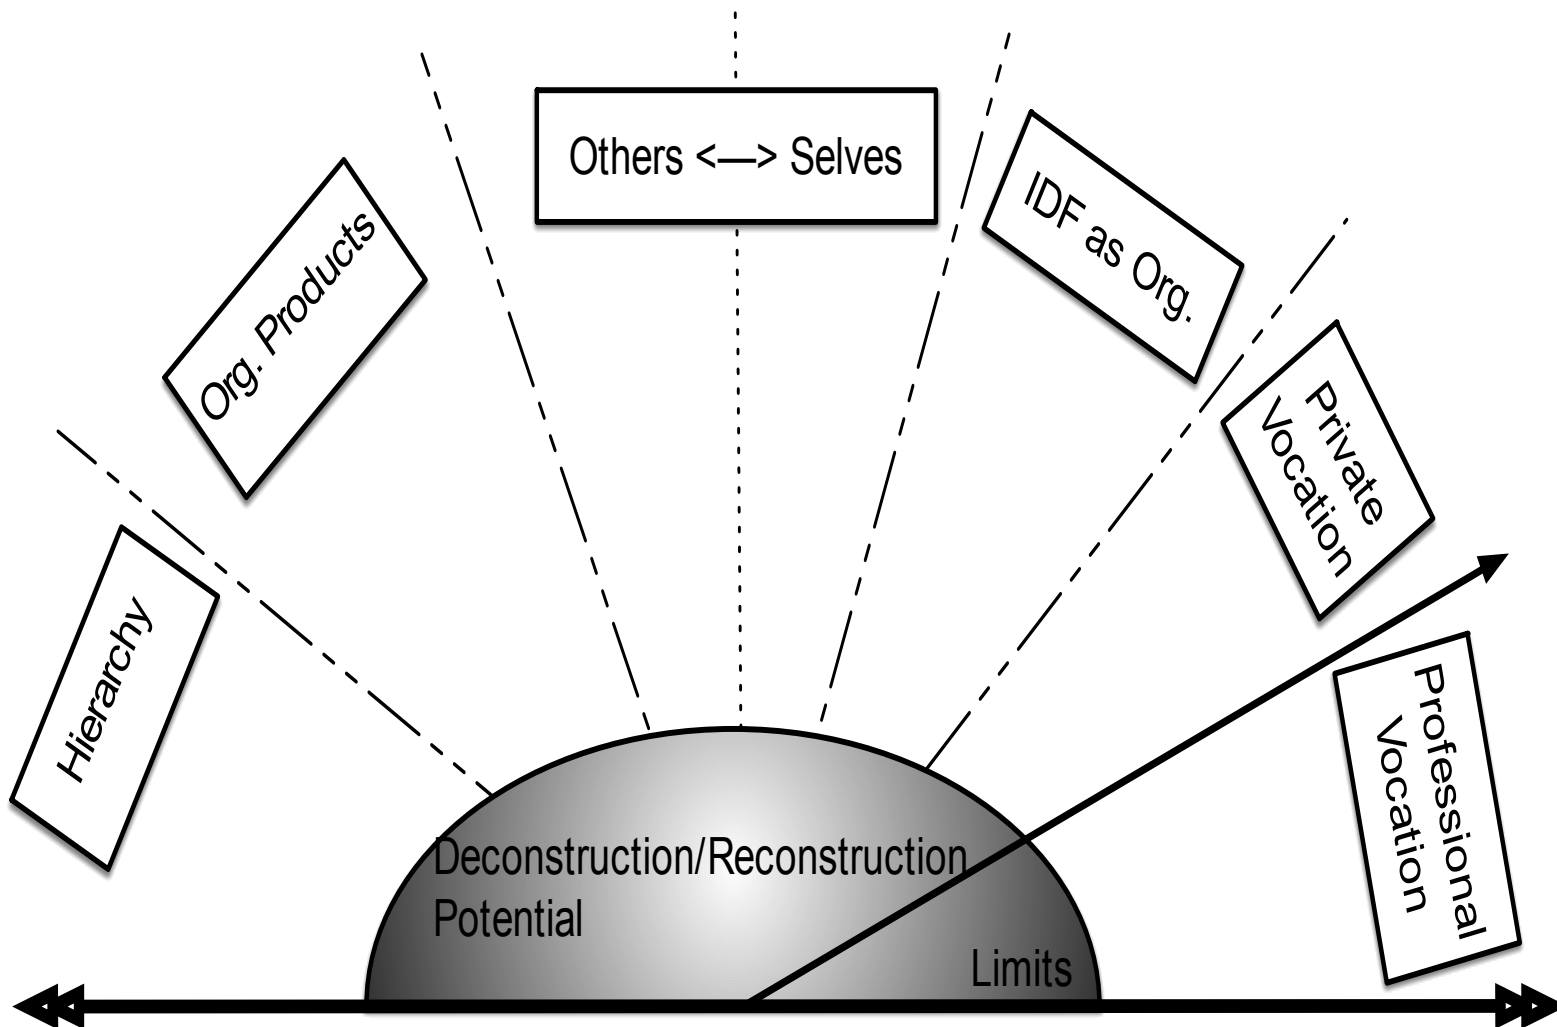 Others <—> Selves
Org. Products
IDF as Org.
Private
Vocation
Hierarchy
Professional
Vocation
Deconstruction/Reconstruction
Potential
Limits